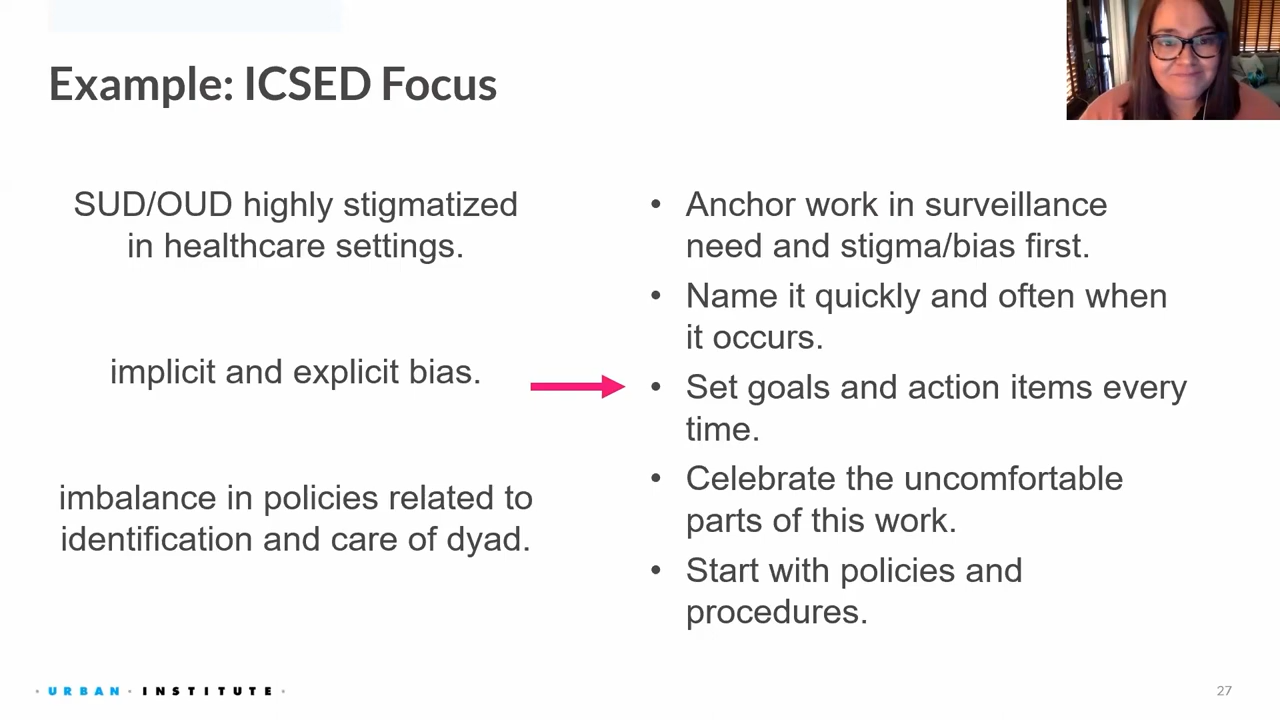 Example: ICSED Focus
SUD/OUD highly stigmatized
in healthcare settings.
implicit and explicit bias.
imbalance in policies related to
identification and care of dyad.
• Anchor work in surveillance
need and stigma/bias first.
• Name it quickly and often when
it occurs.
• Set goals and action items every
time.
• Celebrate the uncomfortable
parts of this work.
• Start with policies and
procedures.
· URBAN · INSTITUTE ·
27